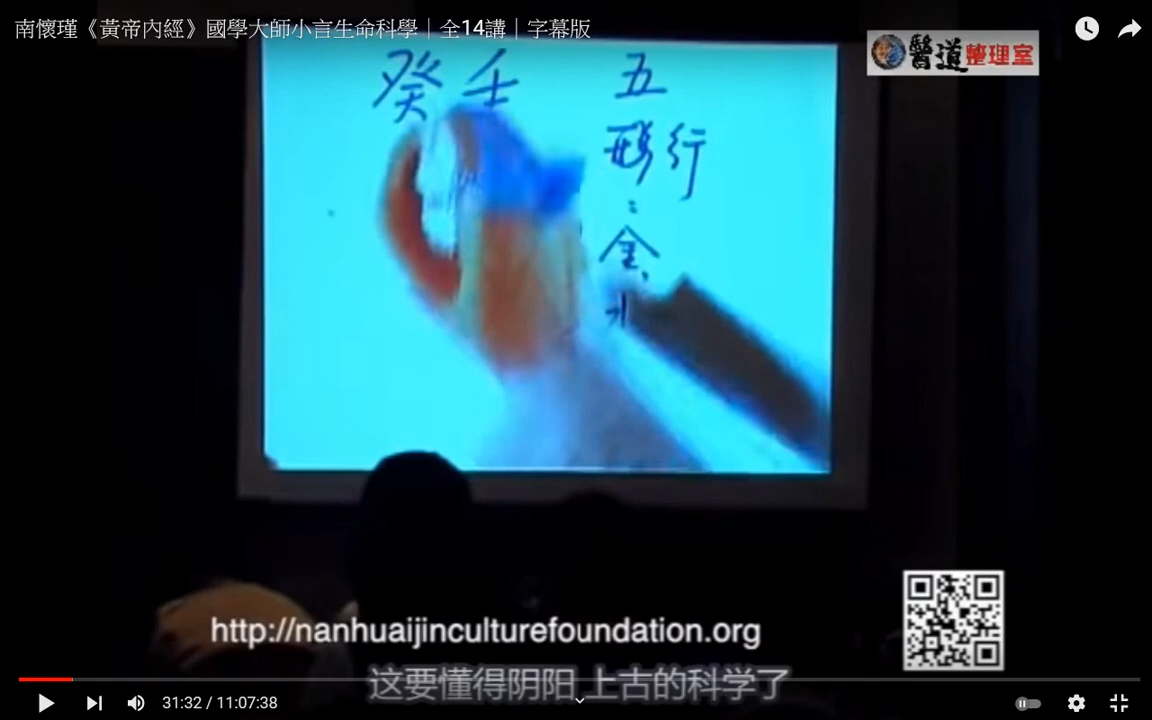 南懷瑾《黃帝內經》國學大師小言生命科學｜全14講｜字幕版
醫道整理室
癸 壬
五
形 行
：
金、
水
http://nanhuaijinculturefoundation.org
这要懂得阴阳 上古的科学了
31:32 / 11:07:38